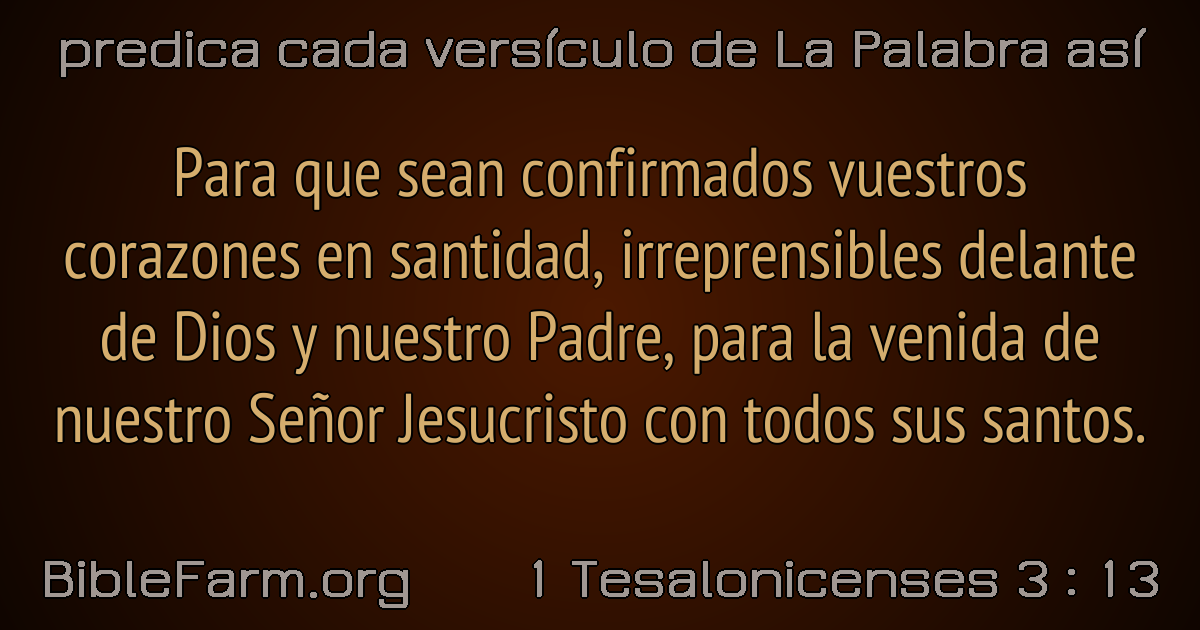 predica cada versículo de La Palabra así
Para que sean confirmados vuestros
corazones en santidad, irreprensibles delante
de Dios y nuestro Padre, para la venida de
nuestro Señor Jesucristo con todos sus santos.
BibleFarm.org
1 Tesalonicenses 3 : 13